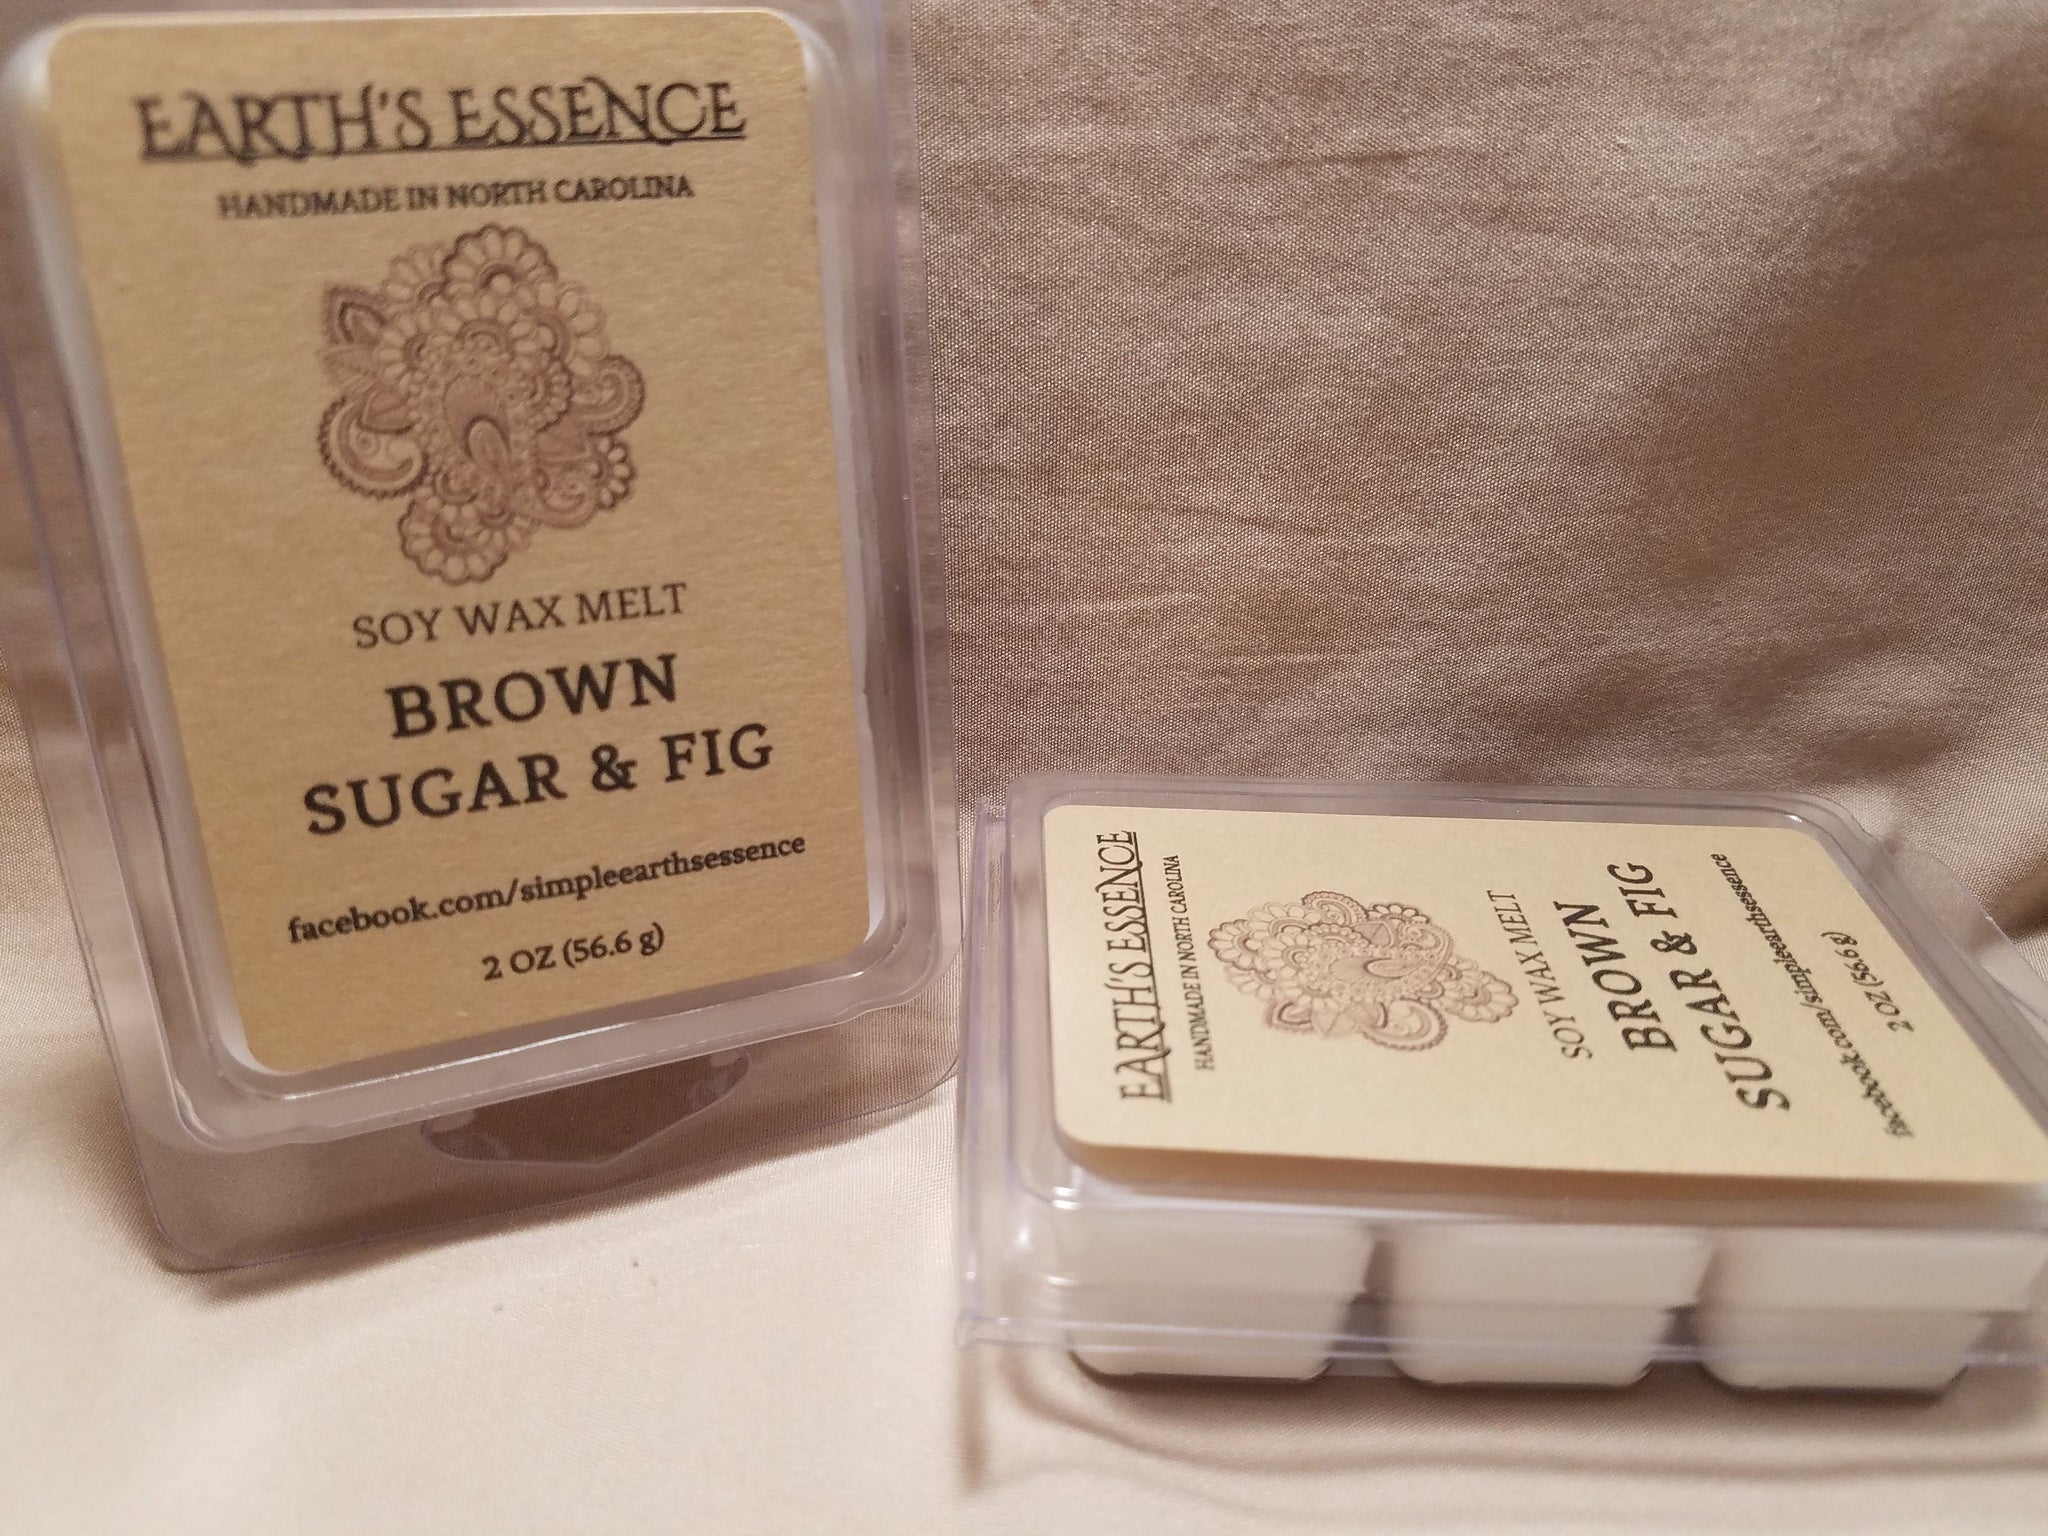 EARTH'S ESSENCE
HANDMADE IN NORTH CAROLINA
SOY WAX MELT
BROWN
SUGAR & FIG
facebook.com/simpleearthsessence
2 OZ (56.6 g)
EARTH'S ESSENCE
HANDMADE IN NORTH CAROLINA
SOY WAX MELT
BROWN
SUGAR & FIG
facebook.com/simpleearthsessence
2 OZ (56.6 g)